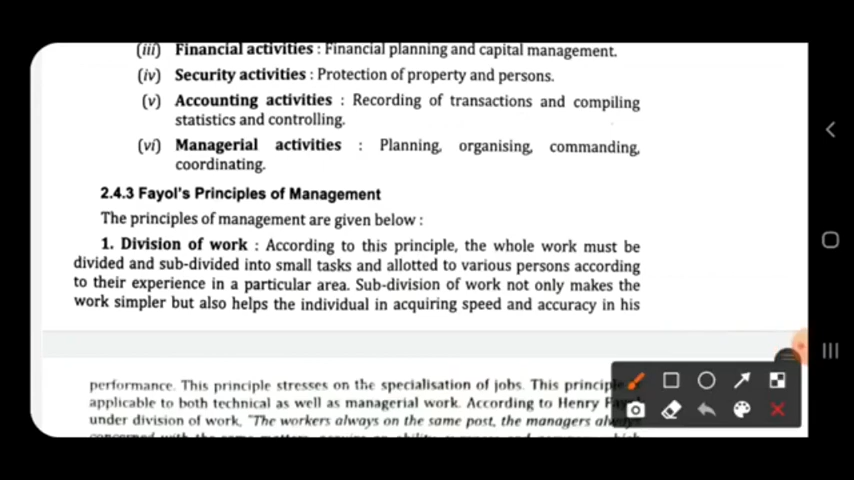 (iii) Financial activities : Financial planning and capital management.
(iv) Security activities : Protection of property and persons.
(v) Accounting activities : Recording of transactions and compiling
statistics and controlling.
(vi) Managerial activities : Planning, organising, commanding,
coordinating.
2.4.3 Fayol's Principles of Management
The principles of management are given below :
1. Division of work : According to this principle, the whole work must be
divided and sub-divided into small tasks and allotted to various persons according
to their experience in a particular area. Sub-division of work not only makes the
work simpler but also helps the individual in acquiring speed and accuracy in his
performance. This principle stresses on the specialisation of jobs. This principle
applicable to both technical as well as managerial work. According to Henry
under division of work, "The workers always on the same post, the managers